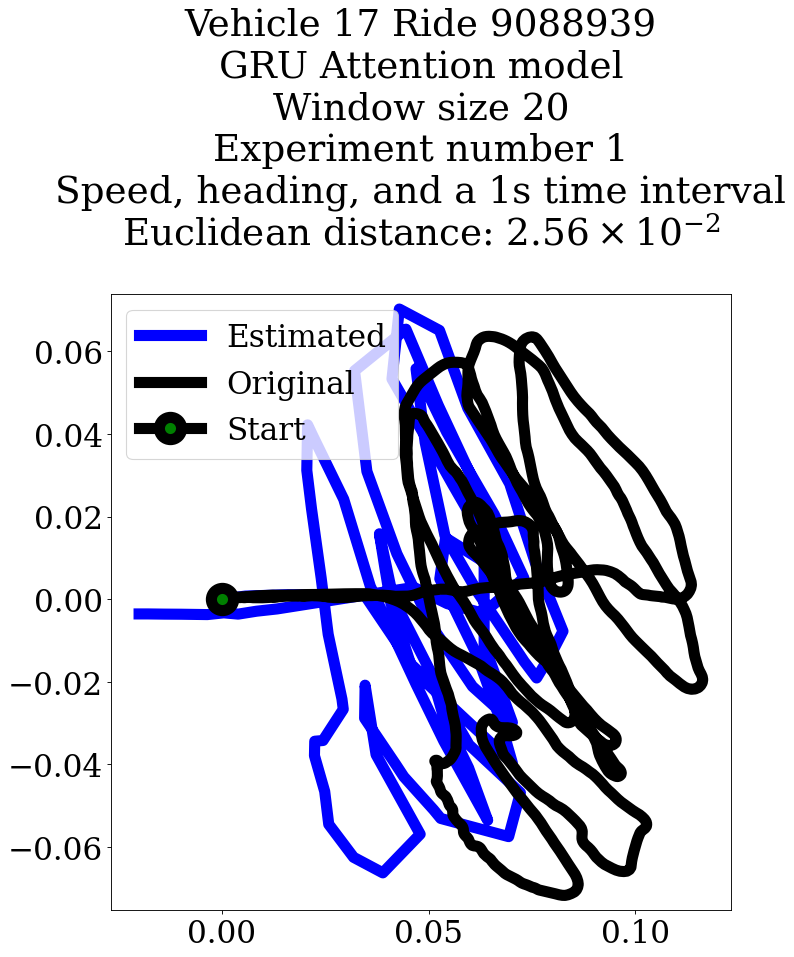 Vehicle 17 Ride 9088939
GRU Attention model
Window size 20
Experiment number 1
Speed, heading, and a 1s time interval
Euclidean distance: 2.56 × 10⁻²
Estimated
Original
Start
0.06
0.04
0.02
0.00
−0.02
−0.04
−0.06
0.00 0.05 0.10